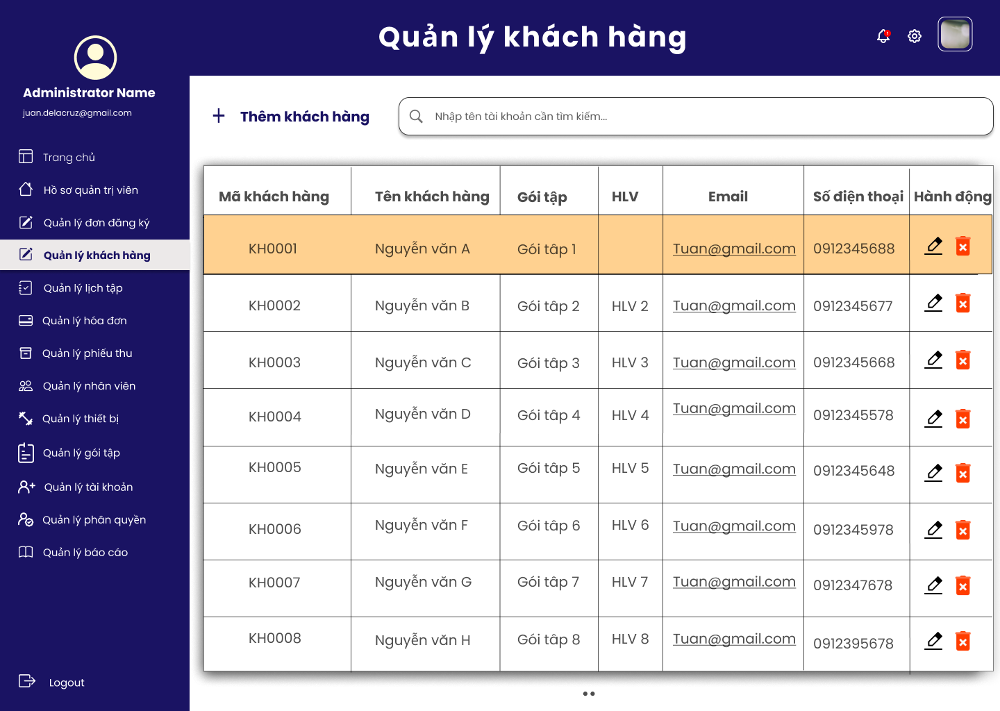 Quản lý khách hàng
1
Administrator Name
juan.delacruz@gmail.com
Trang chủ
Hồ sơ quản trị viên
Quản lý đơn đăng ký
Quản lý khách hàng
Quản lý lịch tập
Quản lý hóa đơn
Quản lý phiếu thu
Quản lý nhân viên
Quản lý thiết bị
Quản lý gói tập
Quản lý tài khoản
Quản lý phân quyền
Quản lý báo cáo
Logout
+ Thêm khách hàng
Nhập tên tài khoản cần tìm kiếm...
Mã khách hàng Tên khách hàng Gói tập HLV Email Số điện thoại Hành động
KH0001 Nguyễn văn A Gói tâp 1 Tuan@gmail.com 0912345688
KH0002 Nguyễn văn B Gói tâp 2 HLV 2 Tuan@gmail.com 0912345677
KH0003 Nguyễn văn C Gói tâp 3 HLV 3 Tuan@gmail.com 0912345668
KH0004 Nguyễn văn D Gói tâp 4 HLV 4 Tuan@gmail.com 0912345578
KH0005 Nguyễn văn E Gói tâp 5 HLV 5 Tuan@gmail.com 0912345648
KH0006 Nguyễn văn F Gói tâp 6 HLV 6 Tuan@gmail.com 0912345978
KH0007 Nguyễn văn G Gói tâp 7 HLV 7 Tuan@gmail.com 0912347678
KH0008 Nguyễn văn H Gói tâp 8 HLV 8 Tuan@gmail.com 0912395678